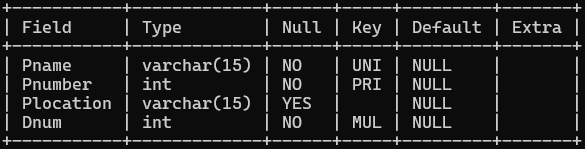 Field | Type | Null | Key | Default | Extra
Pname | varchar(15) | NO | UNI | NULL | 
Pnumber | int | NO | PRI | NULL | 
Plocation | varchar(15) | YES | | NULL | 
Dnum | int | NO | MUL | NULL |